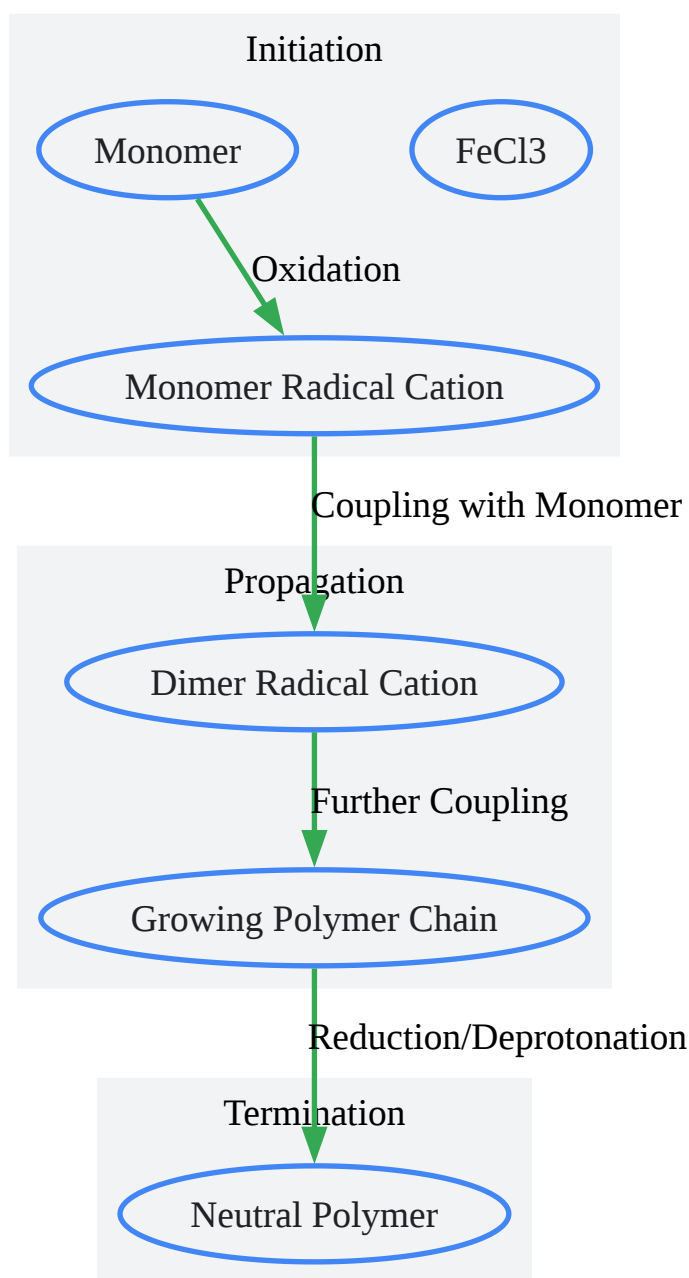 Initiation
Monomer
FeCl3
Oxidation
Monomer Radical Cation
Coupling with Monomer
Propagation
Dimer Radical Cation
Further Coupling
Growing Polymer Chain
Reduction/Deprotonation
Termination
Neutral Polymer